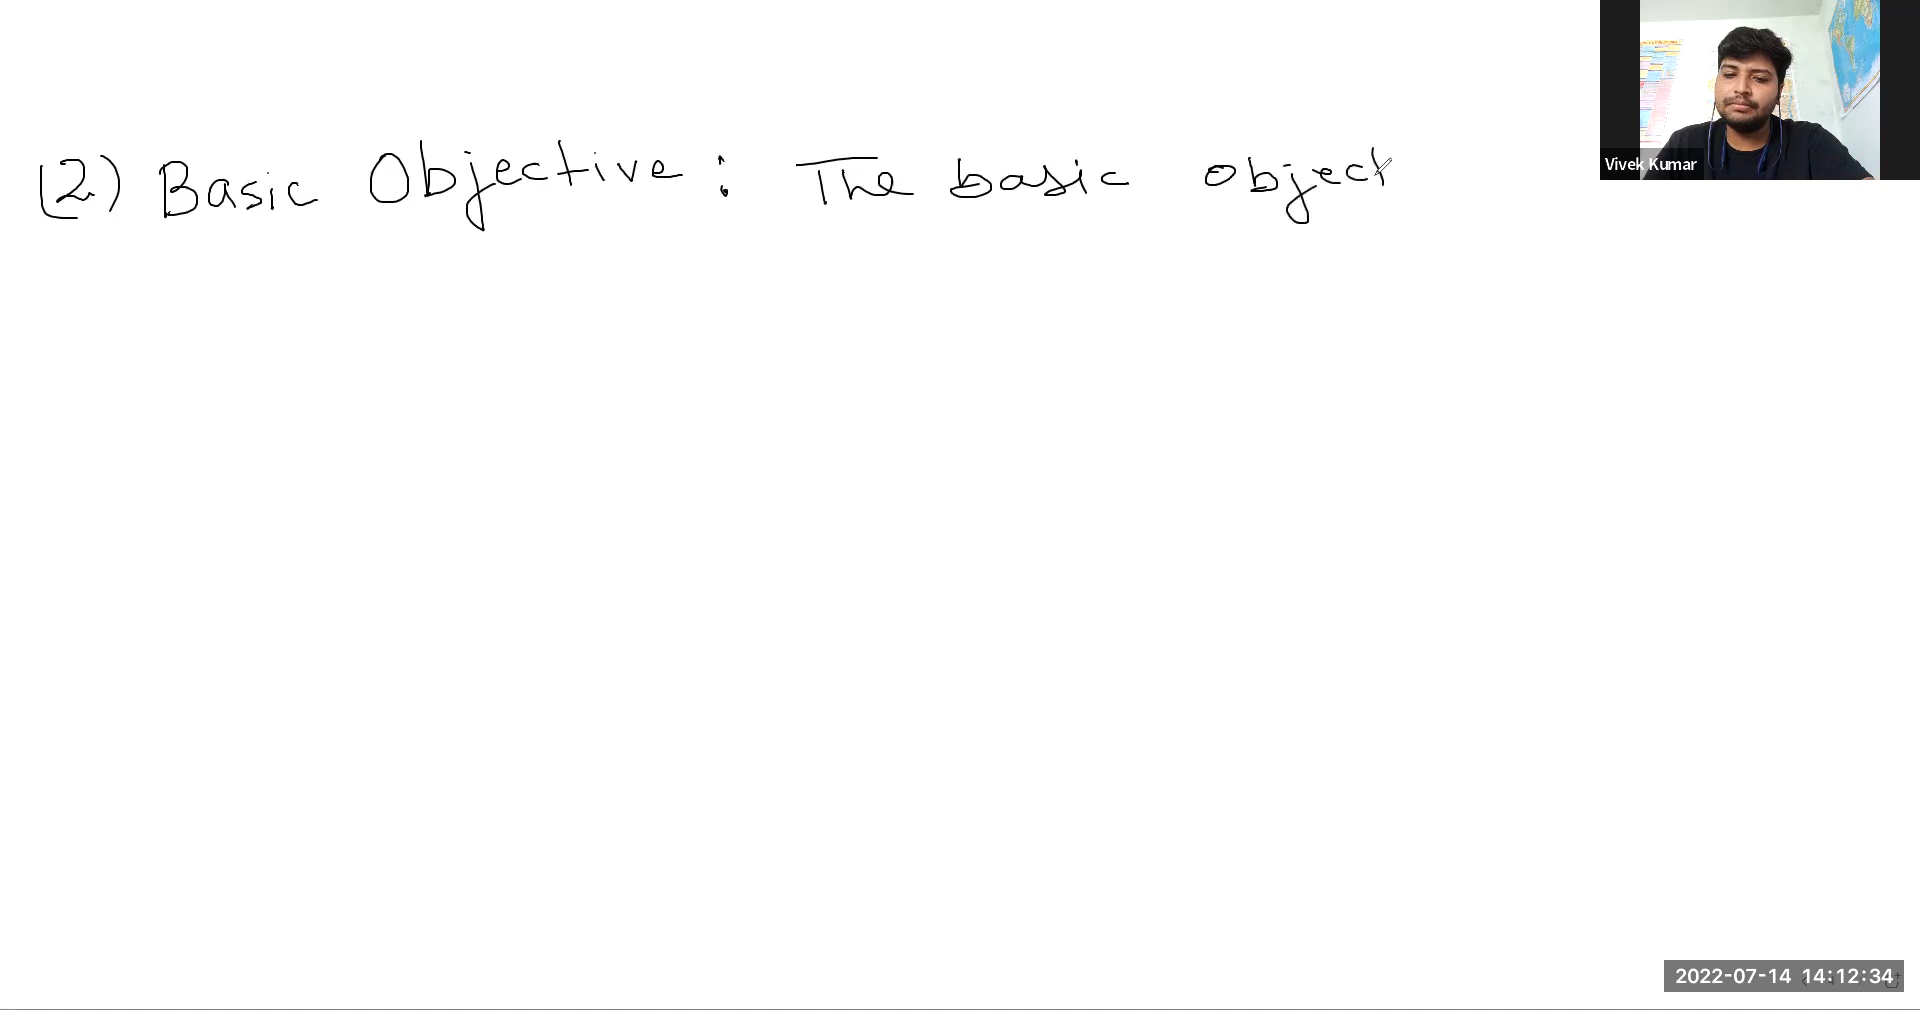 (2) Basic Objective : The basic object
Vivek Kumar
2022-07-14 14:12:34